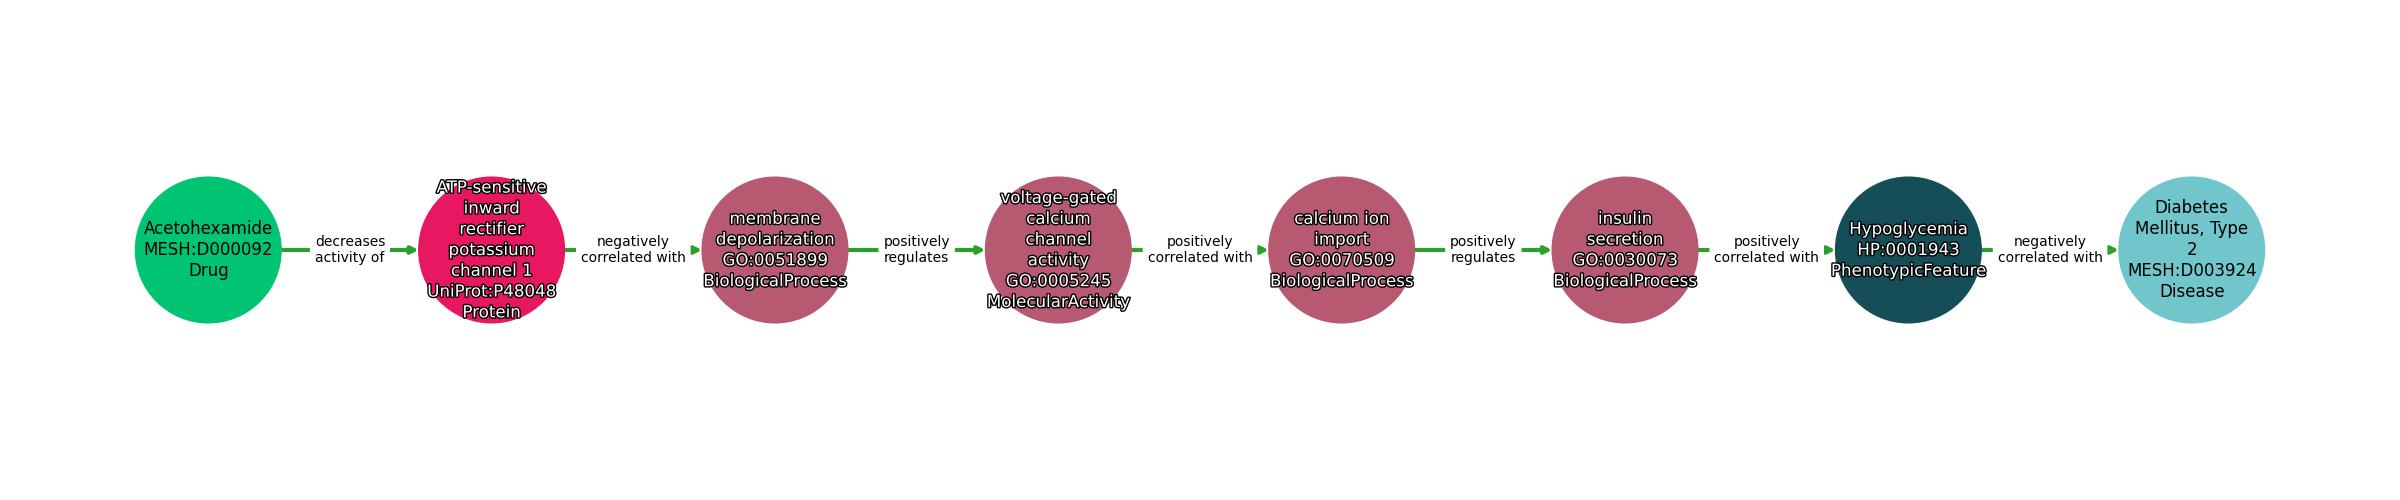 Acetohexamide
MESH:D000092
Drug
decreases
activity of
ATP-sensitive
inward
rectifier
potassium
channel 1
UniProt:P48048
Protein
negatively
correlated with
membrane
depolarization
GO:0051899
BiologicalProcess
positively
regulates
voltage-gated
calcium
channel
activity
GO:0005245
MolecularActivity
positively
correlated with
calcium ion
import
GO:0070509
BiologicalProcess
positively
regulates
insulin
secretion
GO:0030073
BiologicalProcess
positively
correlated with
Hypoglycemia
HP:0001943
PhenotypicFeature
negatively
correlated with
Diabetes
Mellitus, Type
2
MESH:D003924
Disease